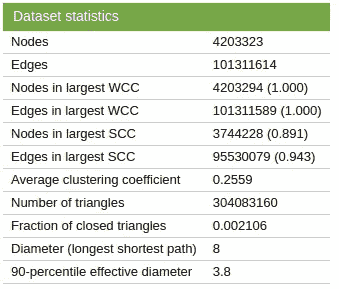 Dataset statistics
Nodes 4203323
Edges 101311614
Nodes in largest WCC 4203294 (1.000)
Edges in largest WCC 101311589 (1.000)
Nodes in largest SCC 3744228 (0.891)
Edges in largest SCC 95530079 (0.943)
Average clustering coefficient 0.2559
Number of triangles 304083160
Fraction of closed triangles 0.002106
Diameter (longest shortest path) 8
90-percentile effective diameter 3.8